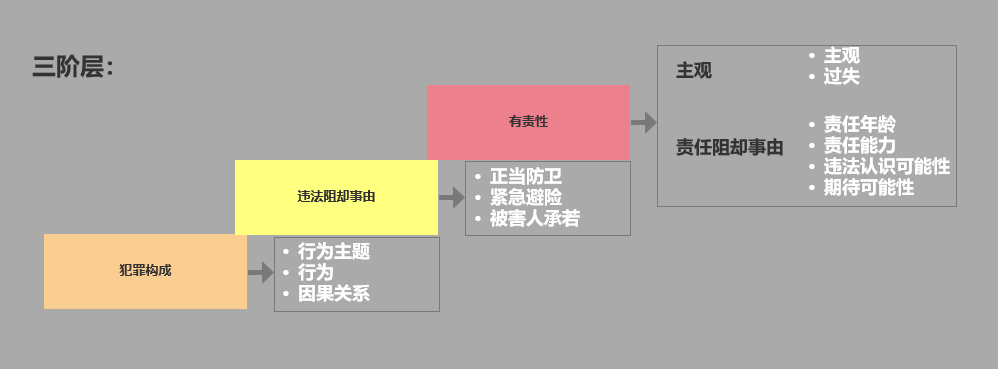 三阶层：
主观
• 主观
• 过失
责任阻却事由
• 责任年龄
• 责任能力
• 违法认识可能性
• 期待可能性
有责性
违法阻却事由
• 正当防卫
• 紧急避险
• 被害人承若
犯罪构成
• 行为主题
• 行为
• 因果关系